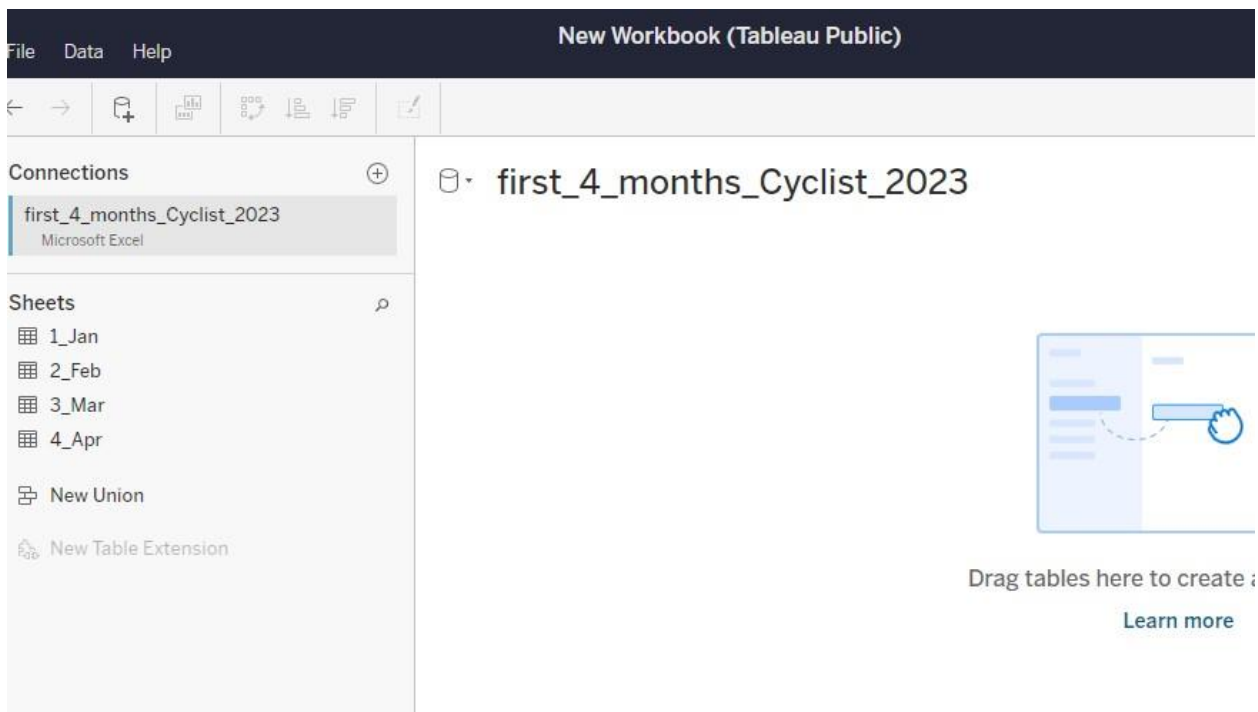 New Workbook (Tableau Public)
File Data Help
Connections
first_4_months_Cyclist_2023
Microsoft Excel
Sheets
1_Jan
2_Feb
3_Mar
4_Apr
New Union
New Table Extension
first_4_months_Cyclist_2023
Drag tables here to create a
Learn more